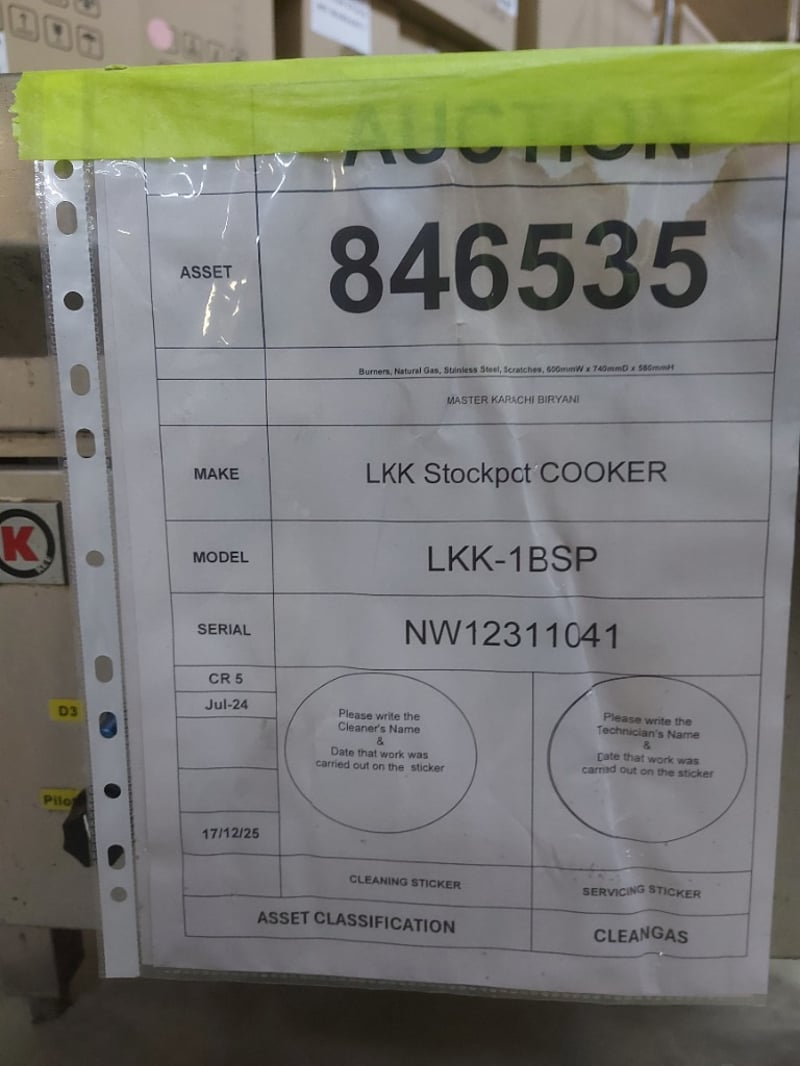 AUCTION
ASSET
846535
Burners, Natural Gas, Stainless Steel, Scratches, 600mmW x 740mmD x 580mmH
MASTER KARACHI BIRYANI
MAKE
LKK Stockpot COOKER
MODEL
LKK-1BSP
SERIAL
NW12311041
CR 5
Jul-24
17/12/25
Please write the
Cleaner's Name
&
Date that work was
carried out on the sticker
Please write the
Technician's Name
&
Date that work was
carried out on the sticker
CLEANING STICKER
SERVICING STICKER
ASSET CLASSIFICATION
CLEANGAS
K
D3
Pilot